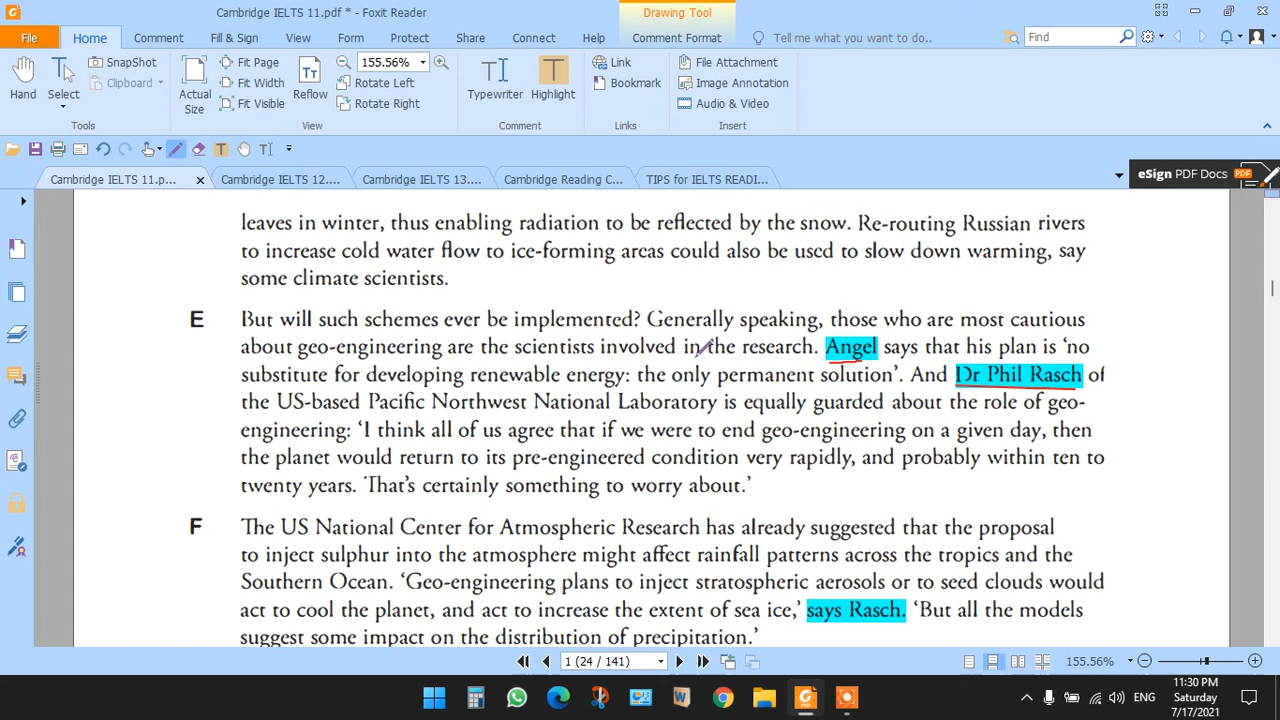 Cambridge IELTS 11.pdf * - Foxit Reader
Drawing Tool
File Home Comment Fill & Sign View Form Protect Share Connect Help Comment Format Tell me what you want to do.. Find
Hand
Select
SnapShot
Clipboard
Tools
Actual Size
Fit Page
Fit Width
Fit Visible
Reflow
155.56%
Rotate Left
Rotate Right
View
Typewriter
Highlight
Comment
Link
Bookmark
Links
File Attachment
Image Annotation
Audio & Video
Insert
Cambridge IELTS 11.p... Cambridge IELTS 12.... Cambridge IELTS 13.... Cambridge Reading C... TIPS for IELTS READI...
eSign PDF Docs
leaves in winter, thus enabling radiation to be reflected by the snow. Re-routing Russian rivers
to increase cold water flow to ice-forming areas could also be used to slow down warming, say
some climate scientists.
E But will such schemes ever be implemented? Generally speaking, those who are most cautious
about geo-engineering are the scientists involved in the research. Angel says that his plan is ‘no
substitute for developing renewable energy: the only permanent solution’. And Dr Phil Rasch of
the US-based Pacific Northwest National Laboratory is equally guarded about the role of geo-
engineering: ‘I think all of us agree that if we were to end geo-engineering on a given day, then
the planet would return to its pre-engineered condition very rapidly, and probably within ten to
twenty years. That’s certainly something to worry about.’
F The US National Center for Atmospheric Research has already suggested that the proposal
to inject sulphur into the atmosphere might affect rainfall patterns across the tropics and the
Southern Ocean. ‘Geo-engineering plans to inject stratospheric aerosols or to seed clouds would
act to cool the planet, and act to increase the extent of sea ice,’ says Rasch. ‘But all the models
suggest some impact on the distribution of precipitation.’
1 (24 / 141)
155.56%
ENG
11:30 PM
Saturday
7/17/2021